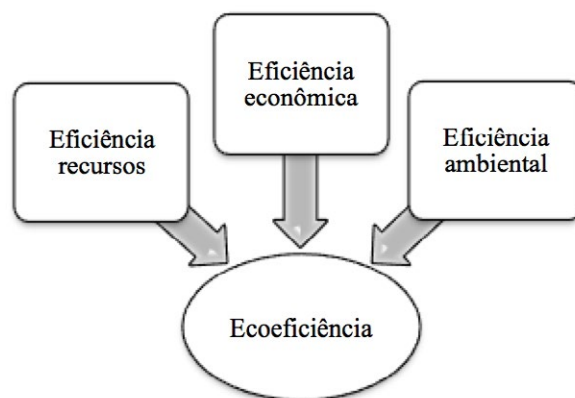 Eficiência
recursos
Eficiência
econômica
Eficiência
ambiental
Ecoeficiência